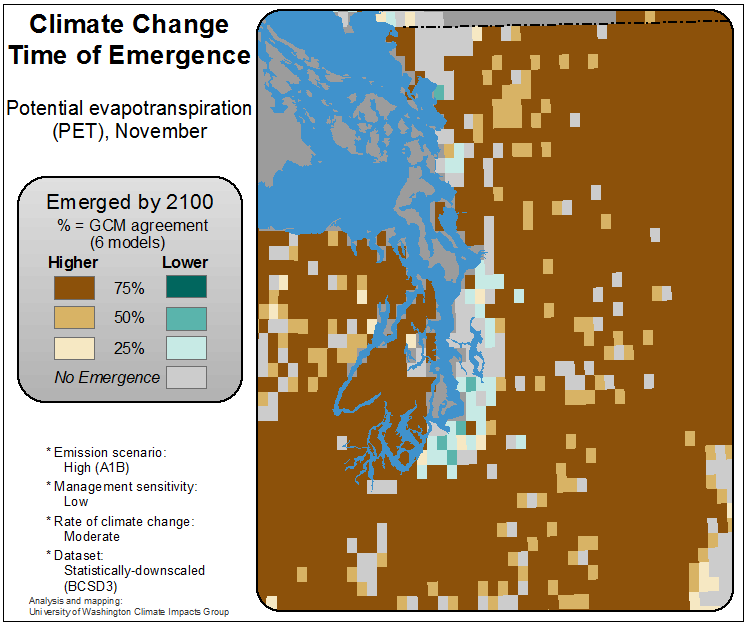 Climate Change
Time of Emergence
Potential evapotranspiration
(PET), November
Emerged by 2100
% = GCM agreement
(6 models)
Higher Lower
75%
50%
25%
No Emergence
* Emission scenario:
High (A1B)
* Management sensitivity:
Low
* Rate of climate change:
Moderate
* Dataset:
Statistically-downscaled
(BCSD3)
Analysis and mapping:
University of Washington Climate Impacts Group